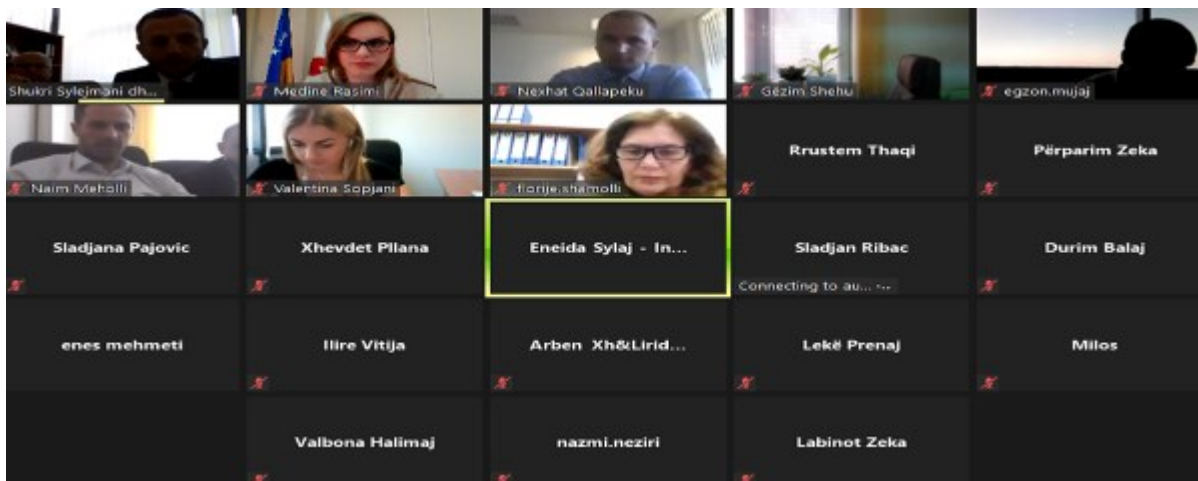 Shukri Sylejmani dh...
Medine Rasimi
Nexhat Qallapeku
Gëzim Shehu
egzon.mujaj
Naim Meholli
Valentina Sopjani
florije.shamolli
Rrustem Thaqi
Përparim Zeka
Sladjana Pajovic
Xhevdet Pllana
Eneida Sylaj - In...
Sladjan Ribac
Connecting to au...
Durim Balaj
enes mehmeti
Ilire Vitija
Arben Xh&Lirid...
Lekë Prenaj
Milos
Valbona Halimaj
nazmi.neziri
Labinot Zeka